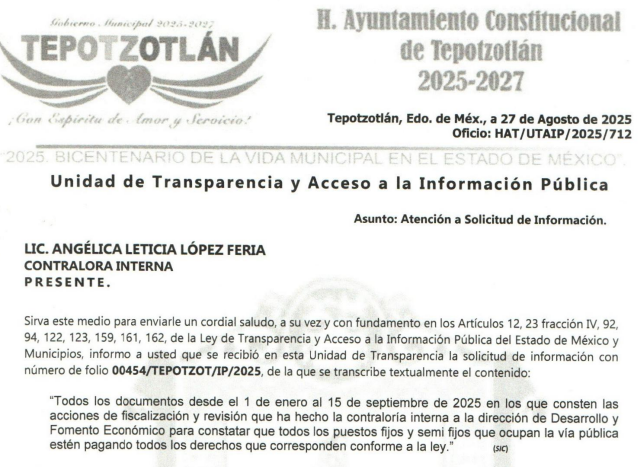 Gobierno Municipal 2025-2027
TEPOTZOTLÁN
¡Con Espíritu de Amor y Servicio!
H. Ayuntamiento Constitucional
de Tepotzotlán
2025-2027
Tepotzotlán, Edo. de Méx., a 27 de Agosto de 2025
Oficio: HAT/UTAIP/2025/712
"2025. BICENTENARIO DE LA VIDA MUNICIPAL EN EL ESTADO DE MÉXICO".
Unidad de Transparencia y Acceso a la Información Pública
Asunto: Atención a Solicitud de Información.
LIC. ANGÉLICA LETICIA LÓPEZ FERIA
CONTRALORA INTERNA
PRESENTE.
Sirva este medio para enviarle un cordial saludo, a su vez y con fundamento en los Artículos 12, 23 fracción IV, 92,
94, 122, 123, 159, 161, 162, de la Ley de Transparencia y Acceso a la Información Pública del Estado de México y
Municipios, informo a usted que se recibió en esta Unidad de Transparencia la solicitud de información con
número de folio 00454/TEPOTZOT/IP/2025, de la que se transcribe textualmente el contenido:
"Todos los documentos desde el 1 de enero al 15 de septiembre de 2025 en los que consten las
acciones de fiscalización y revisión que ha hecho la contraloría interna a la dirección de Desarrollo y
Fomento Económico para constatar que todos los puestos fijos y semi fijos que ocupan la vía pública
estén pagando todos los derechos que corresponden conforme a la ley." (SIC)